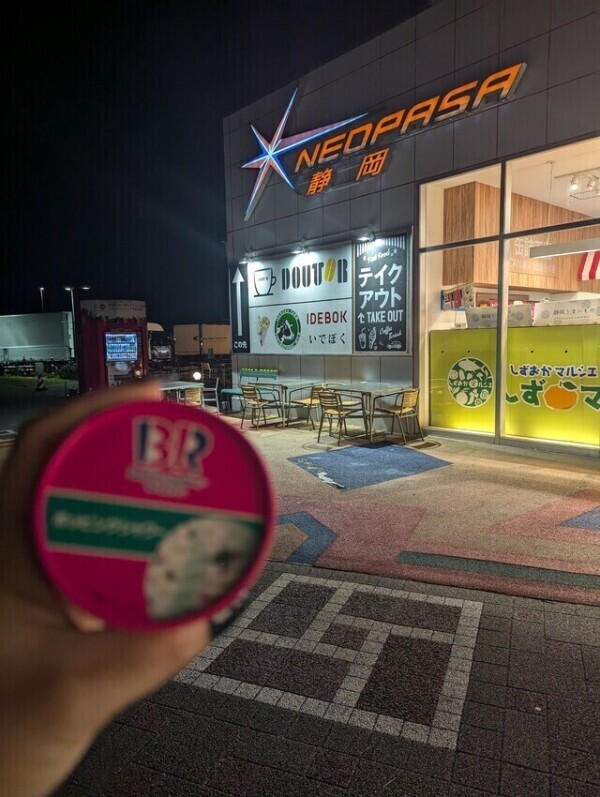 NEOPASA
静岡
DOUTOR
IDEBOK
いでぼく
テイク
アウト
TAKE OUT
この先
しずおかマルシェ
しず
BR
ポッピングシャワー